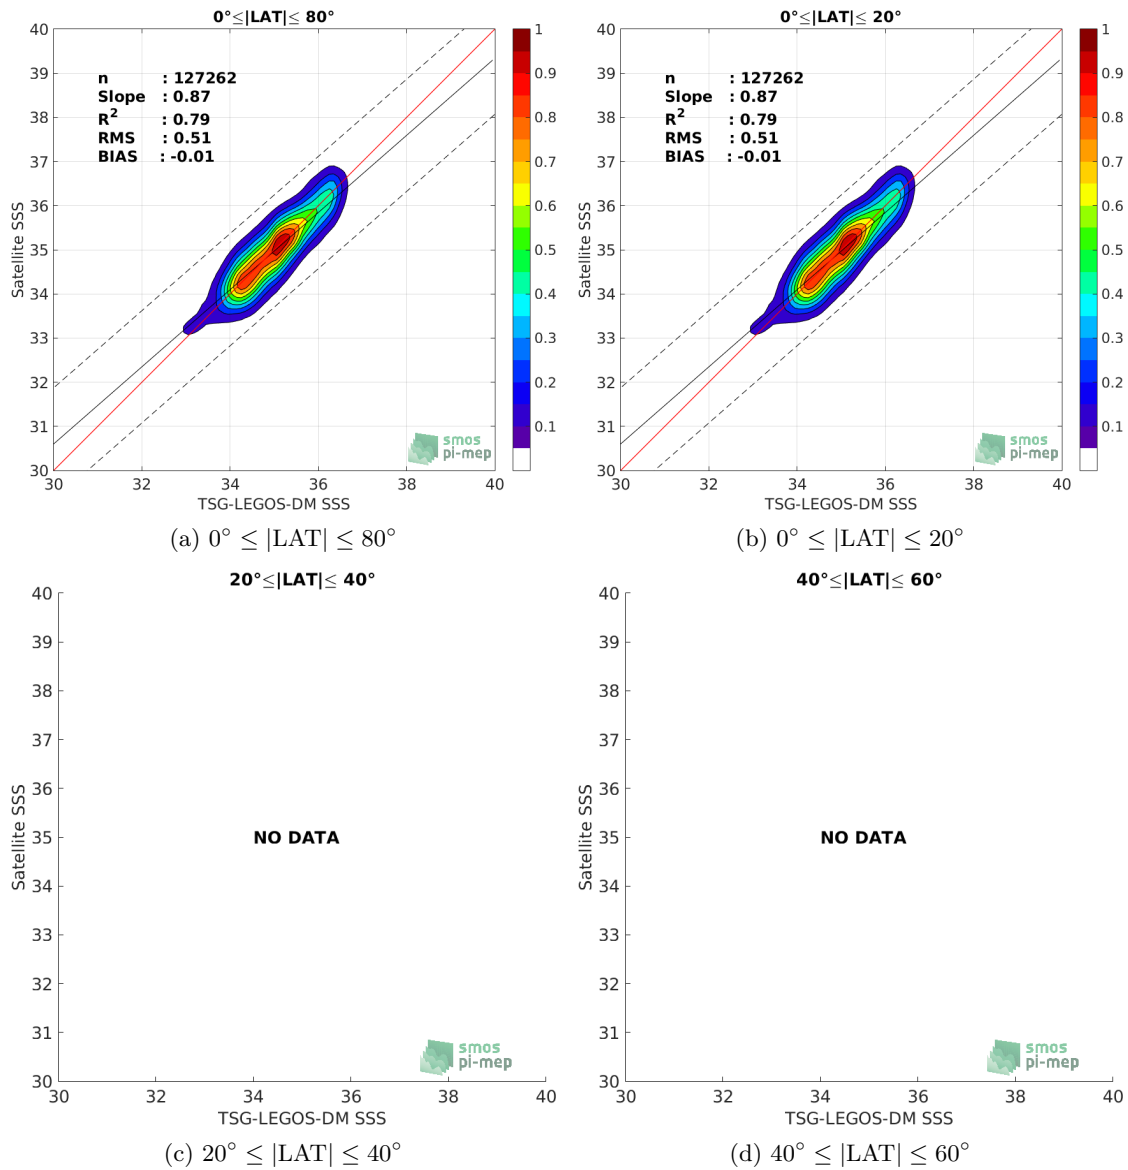 0°≤|LAT|≤ 80°
40
39
38
37
36
35
34
33
32
31
30
Satellite SSS
n : 127262
Slope : 0.87
R2 : 0.79
RMS : 0.51
BIAS : -0.01
1
0.9
0.8
0.7
0.6
0.5
0.4
0.3
0.2
0.1
smos
pi-mep
30 32 34 36 38 40
TSG-LEGOS-DM SSS
(a) 0° ≤ |LAT| ≤ 80°
0°≤|LAT|≤ 20°
40
39
38
37
36
35
34
33
32
31
30
Satellite SSS
n : 127262
Slope : 0.87
R2 : 0.79
RMS : 0.51
BIAS : -0.01
1
0.9
0.8
0.7
0.6
0.5
0.4
0.3
0.2
0.1
smos
pi-mep
30 32 34 36 38 40
TSG-LEGOS-DM SSS
(b) 0° ≤ |LAT| ≤ 20°
20°≤|LAT|≤ 40°
40
39
38
37
36
35
34
33
32
31
30
Satellite SSS
NO DATA
smos
pi-mep
30 32 34 36 38 40
TSG-LEGOS-DM SSS
(c) 20° ≤ |LAT| ≤ 40°
40°≤|LAT|≤ 60°
40
39
38
37
36
35
34
33
32
31
30
Satellite SSS
NO DATA
smos
pi-mep
30 32 34 36 38 40
TSG-LEGOS-DM SSS
(d) 40° ≤ |LAT| ≤ 60°